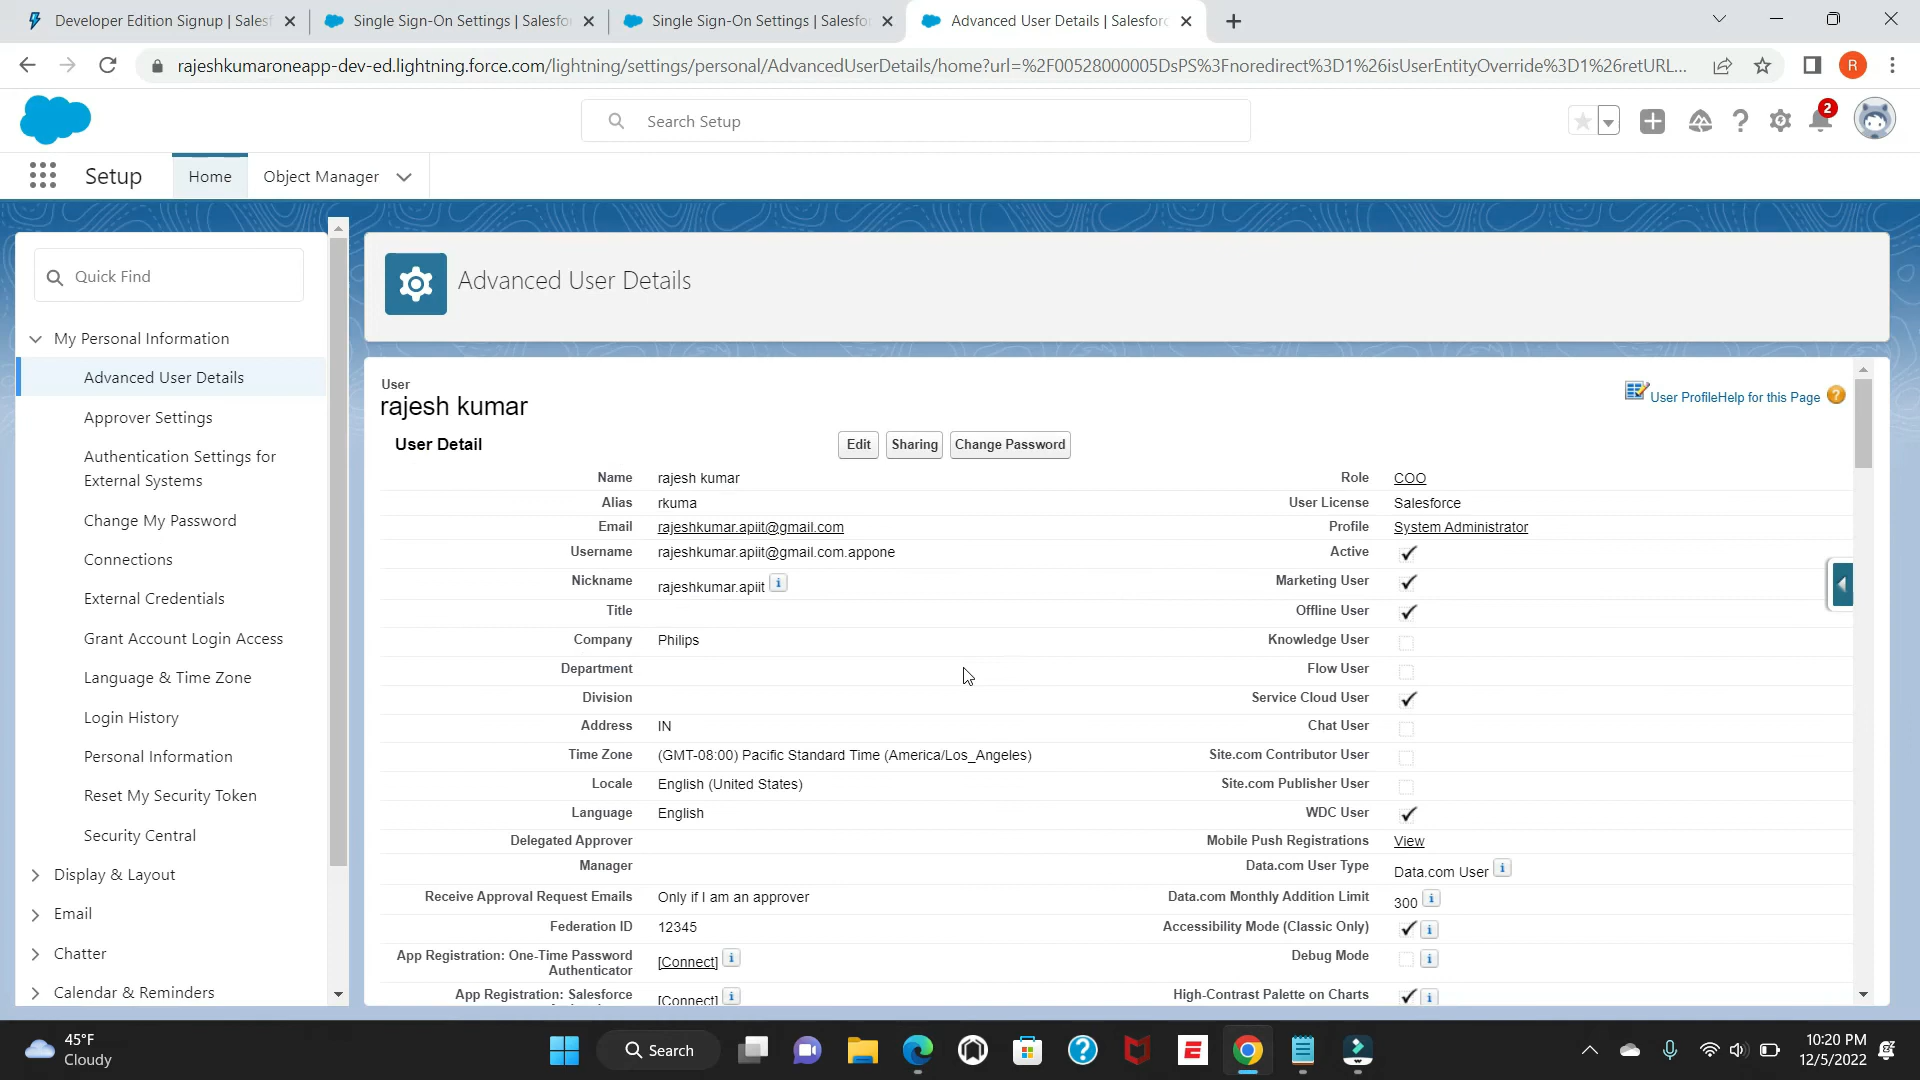 Developer Edition Signup | Salesf
Single Sign-On Settings | Salesfo
Single Sign-On Settings | Salesfor
Advanced User Details | Salesforc
rajeshkumaroneapp-dev-ed.lightning.force.com/lightning/settings/personal/AdvancedUserDetails/home?url=%2F00528000005DsPS%3Fnoredirect%3D1%26isUserEntityOverride%3D1%26retURL...
R
Search Setup
2
Setup
Home
Object Manager
Quick Find
My Personal Information
Advanced User Details
Approver Settings
Authentication Settings for
External Systems
Change My Password
Connections
External Credentials
Grant Account Login Access
Language & Time Zone
Login History
Personal Information
Reset My Security Token
Security Central
Display & Layout
Email
Chatter
Calendar & Reminders
Advanced User Details
User
rajesh kumar
User ProfileHelp for this Page
User Detail
Edit Sharing Change Password
Name rajesh kumar Role COO
Alias rkuma User License Salesforce
Email rajeshkumar.apiit@gmail.com Profile System Administrator
Username rajeshkumar.apiit@gmail.com.appone Active
Nickname rajeshkumar.apiit i Marketing User
Title Offline User
Company Philips Knowledge User
Department Flow User
Division Service Cloud User
Address IN Chat User
Time Zone (GMT-08:00) Pacific Standard Time (America/Los_Angeles) Site.com Contributor User
Locale English (United States) Site.com Publisher User
Language English WDC User
Delegated Approver Mobile Push Registrations View
Manager Data.com User Type Data.com User i
Receive Approval Request Emails Only if I am an approver Data.com Monthly Addition Limit 300 i
Federation ID 12345 Accessibility Mode (Classic Only) i
App Registration: One-Time Password
Authenticator [Connect] i Debug Mode i
App Registration: Salesforce [Connect] i High-Contrast Palette on Charts i
45°F
Cloudy
Search
10:20 PM
12/5/2022